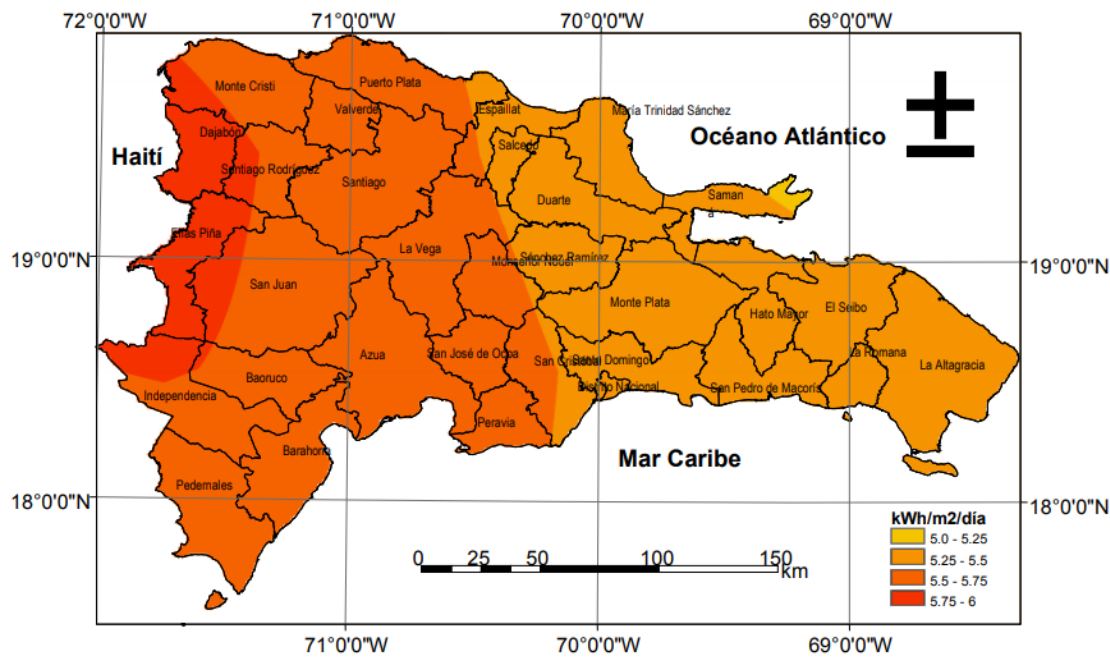 72°0'0"W
71°0'0"W
70°0'0"W
69°0'0"W
Monte Cristi
Puerto Plata
Espaillat
María Trinidad Sánchez
Valverde
Océano Atlántico
Haití
Dajabón
Salcedo
Santiago Rodríguez
Santiago
Duarte
Saman
á
Elías Piña
La Vega
19°0'0"N
Monseñor Nouel
Sánchez Ramírez
19°0'0"N
San Juan
Monte Plata
Hato Mayor
El Seibo
Azua
San José de Ocoa
San Cristóbal
Santo Domingo
La Romana
La Altagracia
Baoruco
Independencia
Distrito Nacional
San Pedro de Macorís
Peravia
Barahona
Mar Caribe
Pedernales
18°0'0"N
18°0'0"N
kWh/m2/día
5.0 - 5.25
5.25 - 5.5
5.5 - 5.75
5.75 - 6
0 25 50 100 150
km
71°0'0"W
70°0'0"W
69°0'0"W